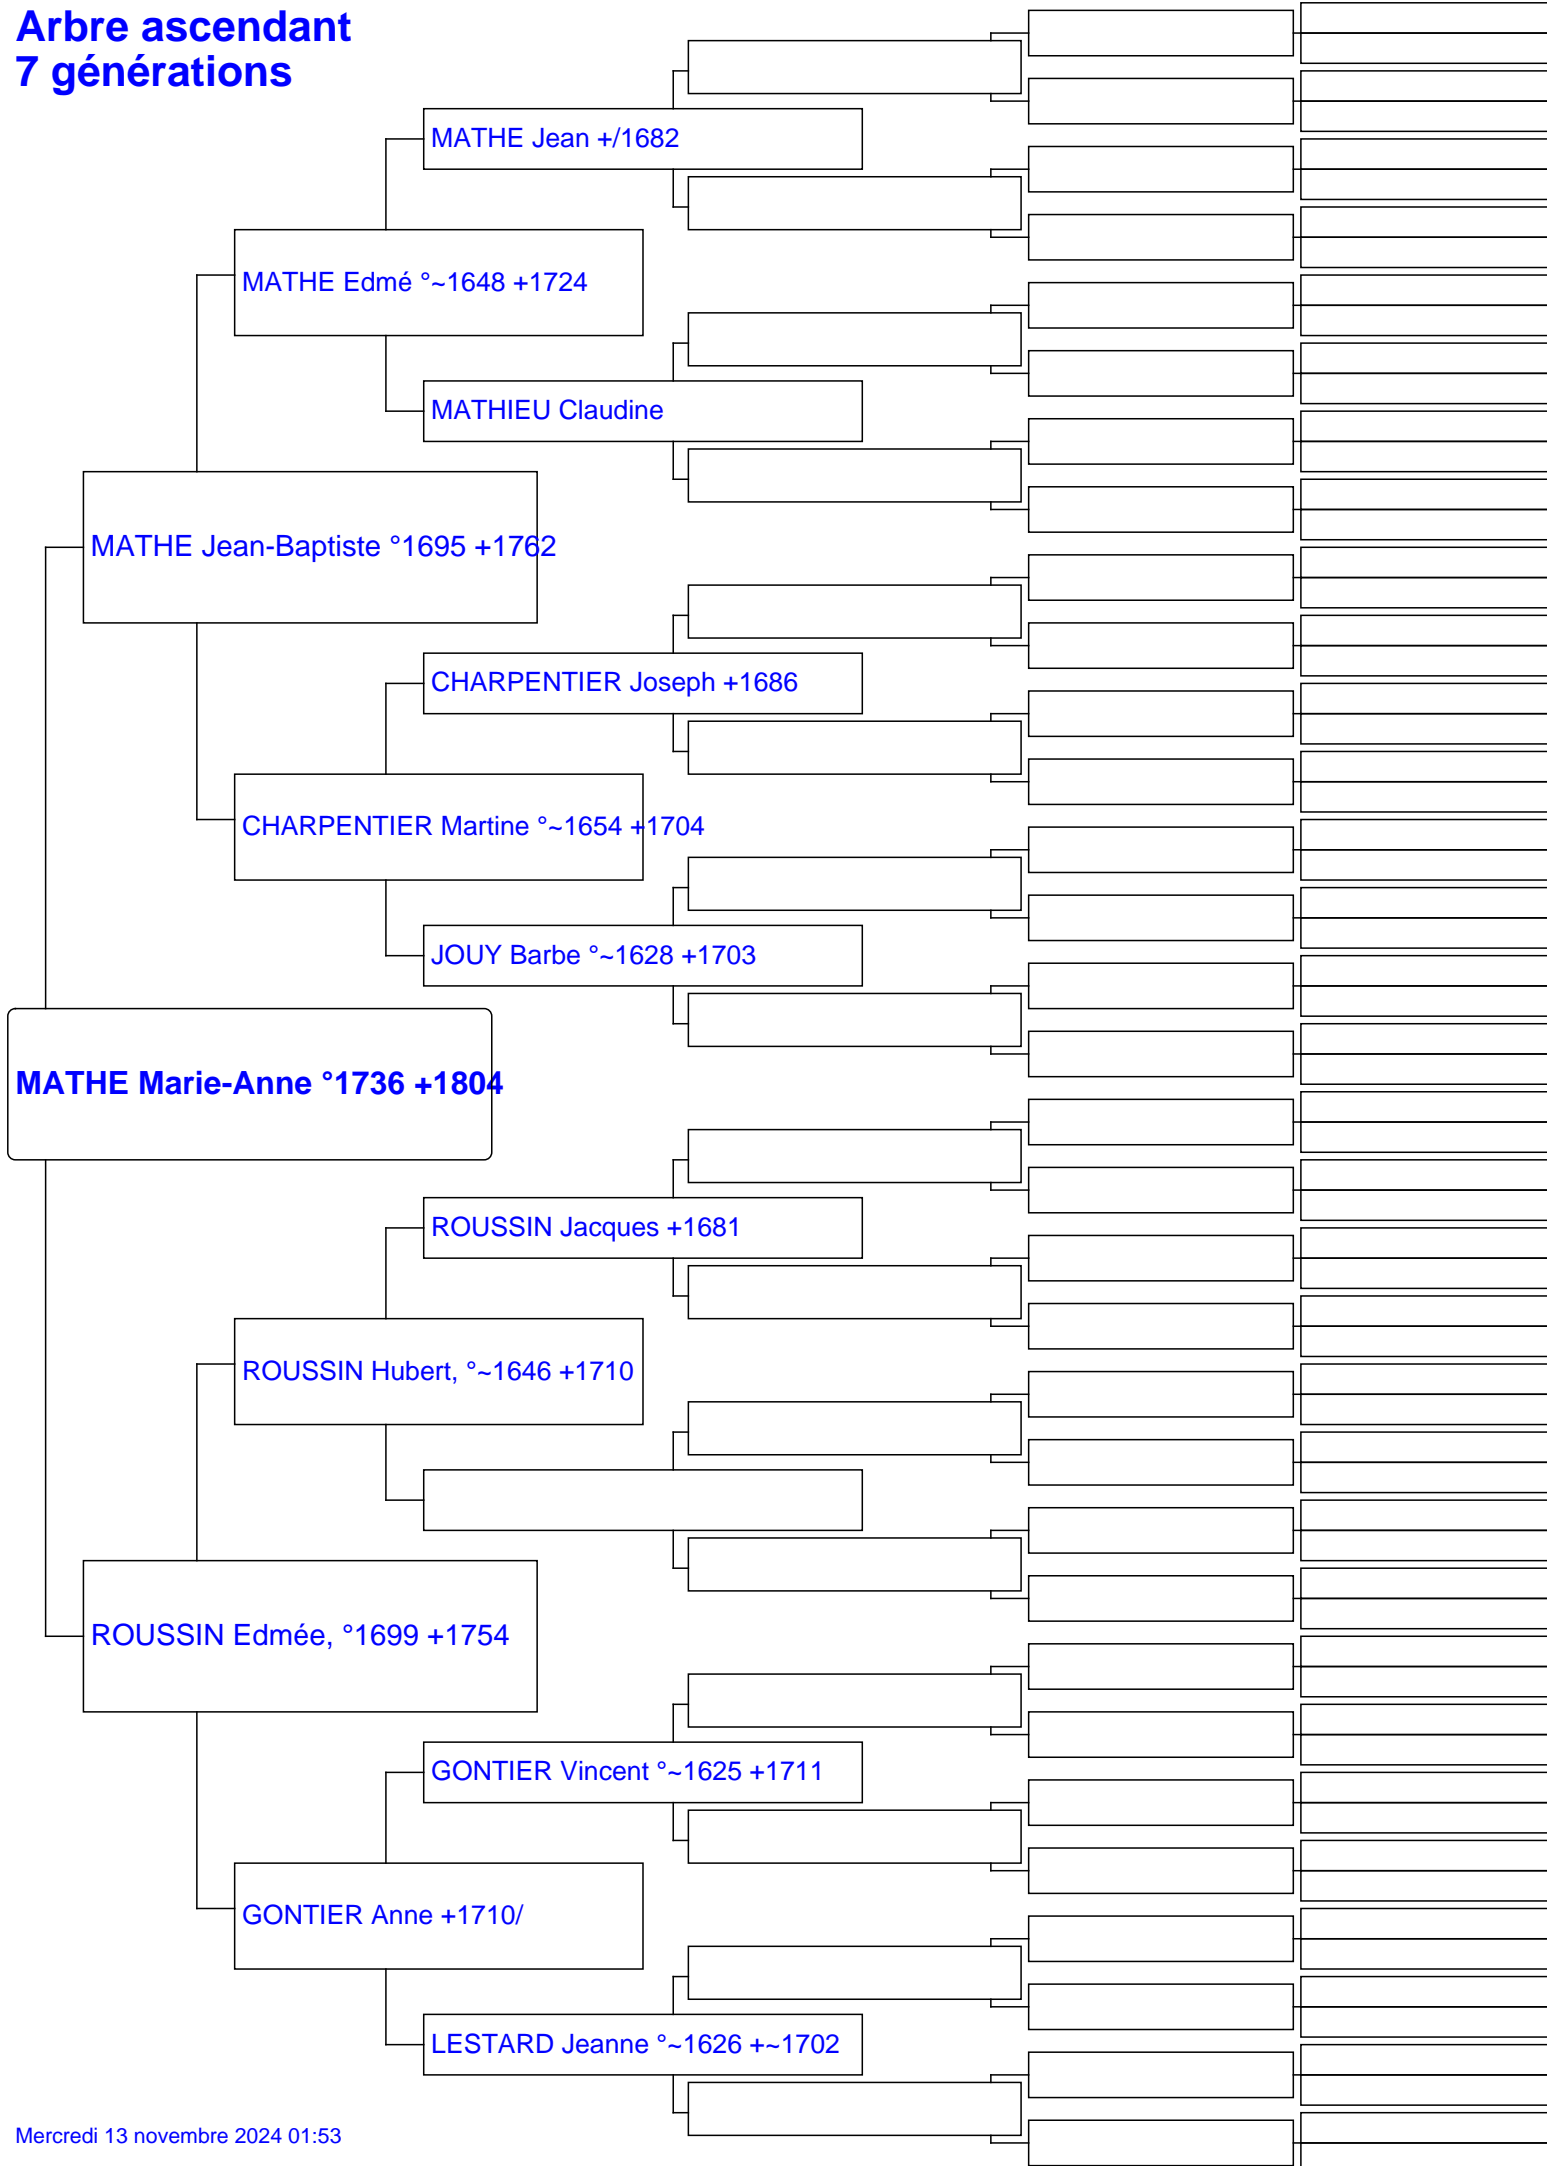 Arbre ascendant
7 générations
MATHE Jean +/1682
MATHE Edmé °~1648 +1724
MATHIEU Claudine
MATHE Jean-Baptiste °1695 +1762
CHARPENTIER Joseph +1686
CHARPENTIER Martine °~1654 +1704
JOUY Barbe °~1628 +1703
MATHE Marie-Anne °1736 +1804
ROUSSIN Jacques +1681
ROUSSIN Hubert, °~1646 +1710
ROUSSIN Edmée, °1699 +1754
GONTIER Vincent °~1625 +1711
GONTIER Anne +1710/
LESTARD Jeanne °~1626 +~1702
Mercredi 13 novembre 2024 01:53